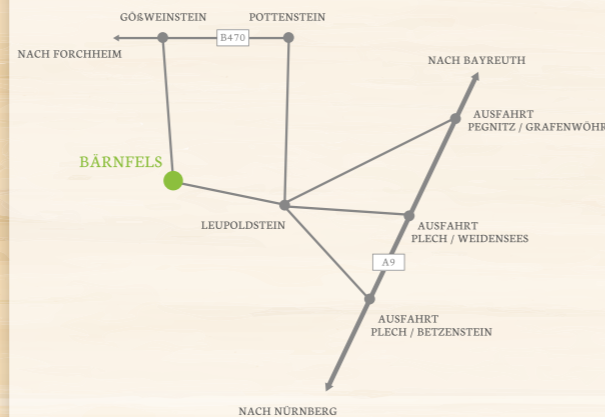 GÖẞWEINSTEIN
POTTENSTEIN
B470
NACH FORCHHEIM
NACH BAYREUTH
AUSFAHRT
PEGNITZ / GRAFENWÖHR
BÄRNFELS
LEUPOLDSTEIN
AUSFAHRT
PLECH / WEIDENSEES
A9
AUSFAHRT
PLECH / BETZENSTEIN
NACH NÜRNBERG